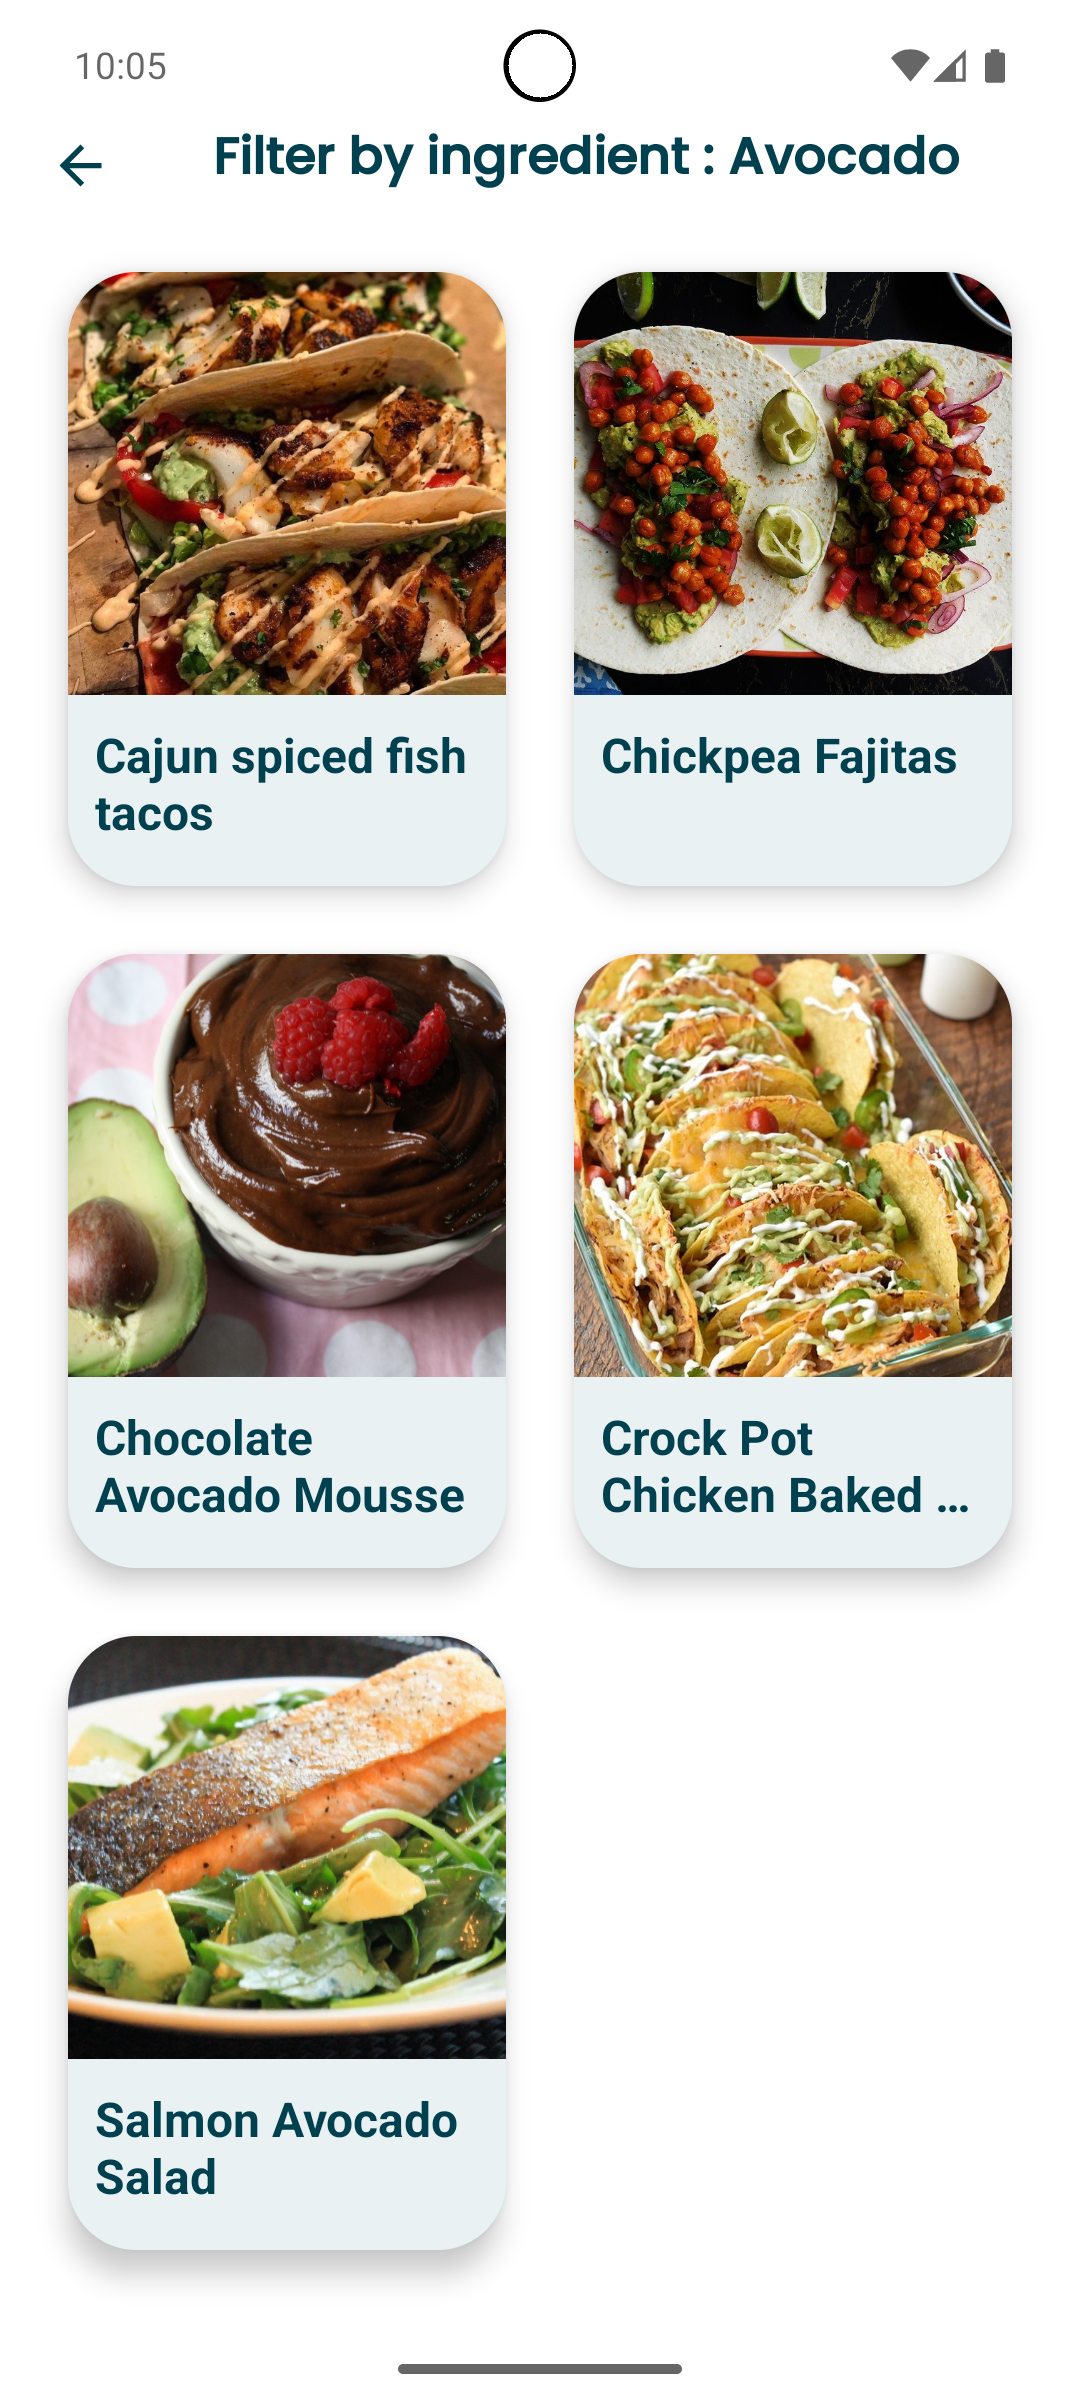 10:05
Filter by ingredient : Avocado
Cajun spiced fish
tacos
Chickpea Fajitas
Chocolate
Avocado Mousse
Crock Pot
Chicken Baked ...
Salmon Avocado
Salad